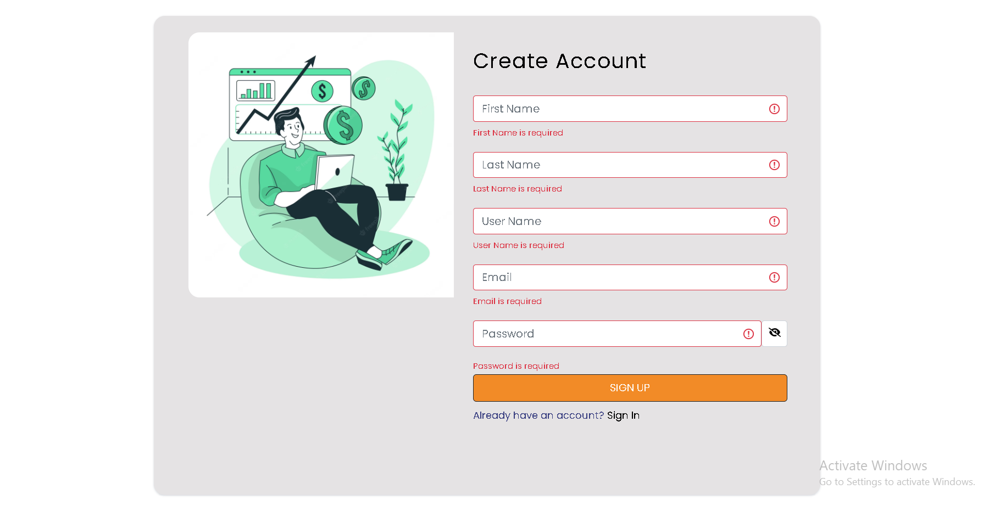 Create Account
First Name
First Name is required
Last Name
Last Name is required
User Name
User Name is required
Email
Email is required
Password
Password is required
SIGN UP
Already have an account? Sign In
Activate Windows
Go to Settings to activate Windows.